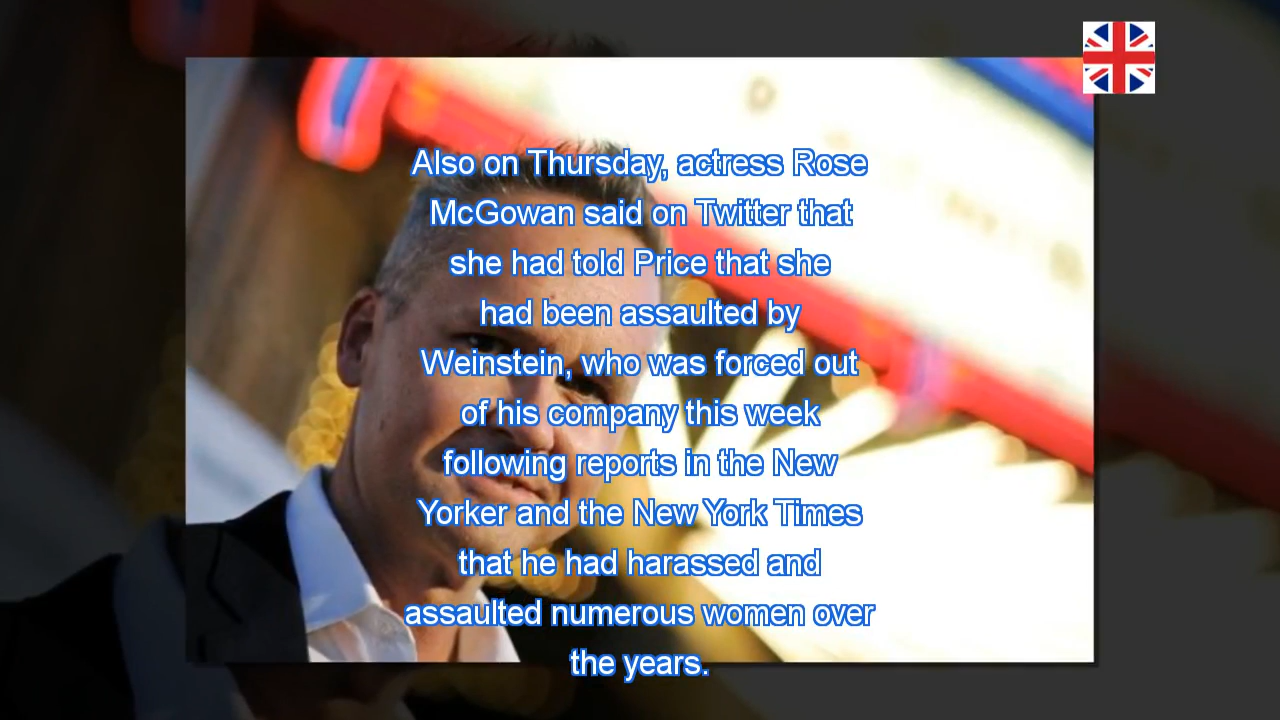 Also on Thursday, actress Rose
McGowan said on Twitter that
she had told Price that she
had been assaulted by
Weinstein, who was forced out
of his company this week
following reports in the New
Yorker and the New York Times
that he had harassed and
assaulted numerous women over
the years.